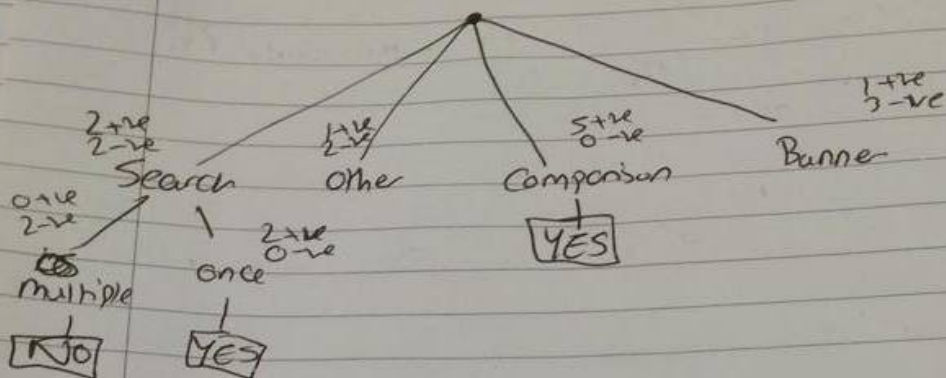 1+ve
3-ve
2+ve
2-ve
1+ve
2-ve
5+ve
0-ve
Search
Other
Comparison
Banner
0+ve
2-ve
2+ve
0-ve
multiple
once
YES
NO
YES